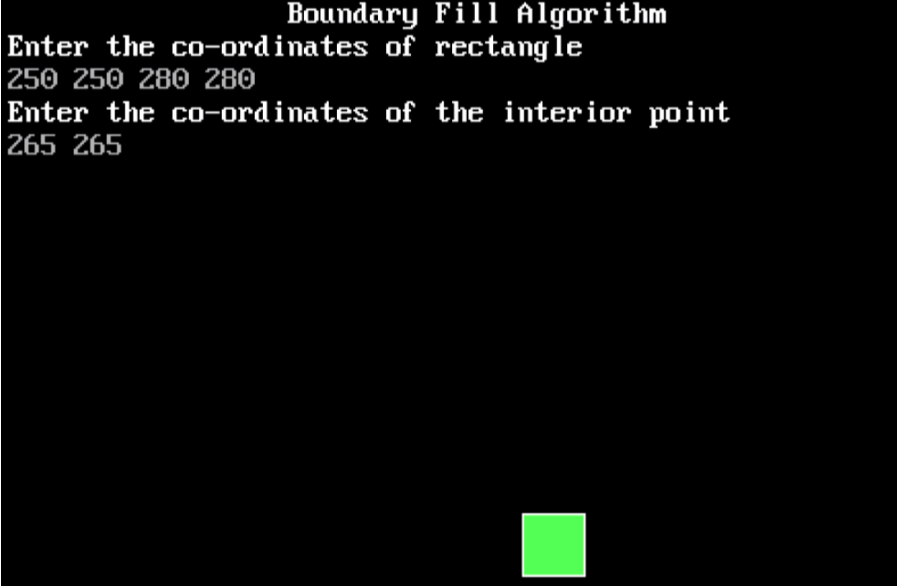 Boundary Fill Algorithm
Enter the co-ordinates of rectangle
250 250 280 280
Enter the co-ordinates of the interior point
265 265